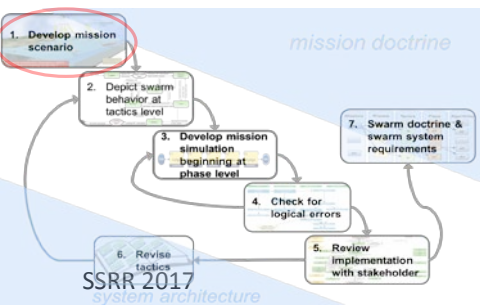 1. Develop mission
scenario
mission doctrine
2. Depict swarm
behavior at
tactics level
3. Develop mission
simulation
beginning at
phase level
7. Swarm doctrine &
swarm system
requirements
4. Check for
logical errors
5. Review
implementation
with stakeholder
6. Revise
tactics
SSRR 2017
system architecture